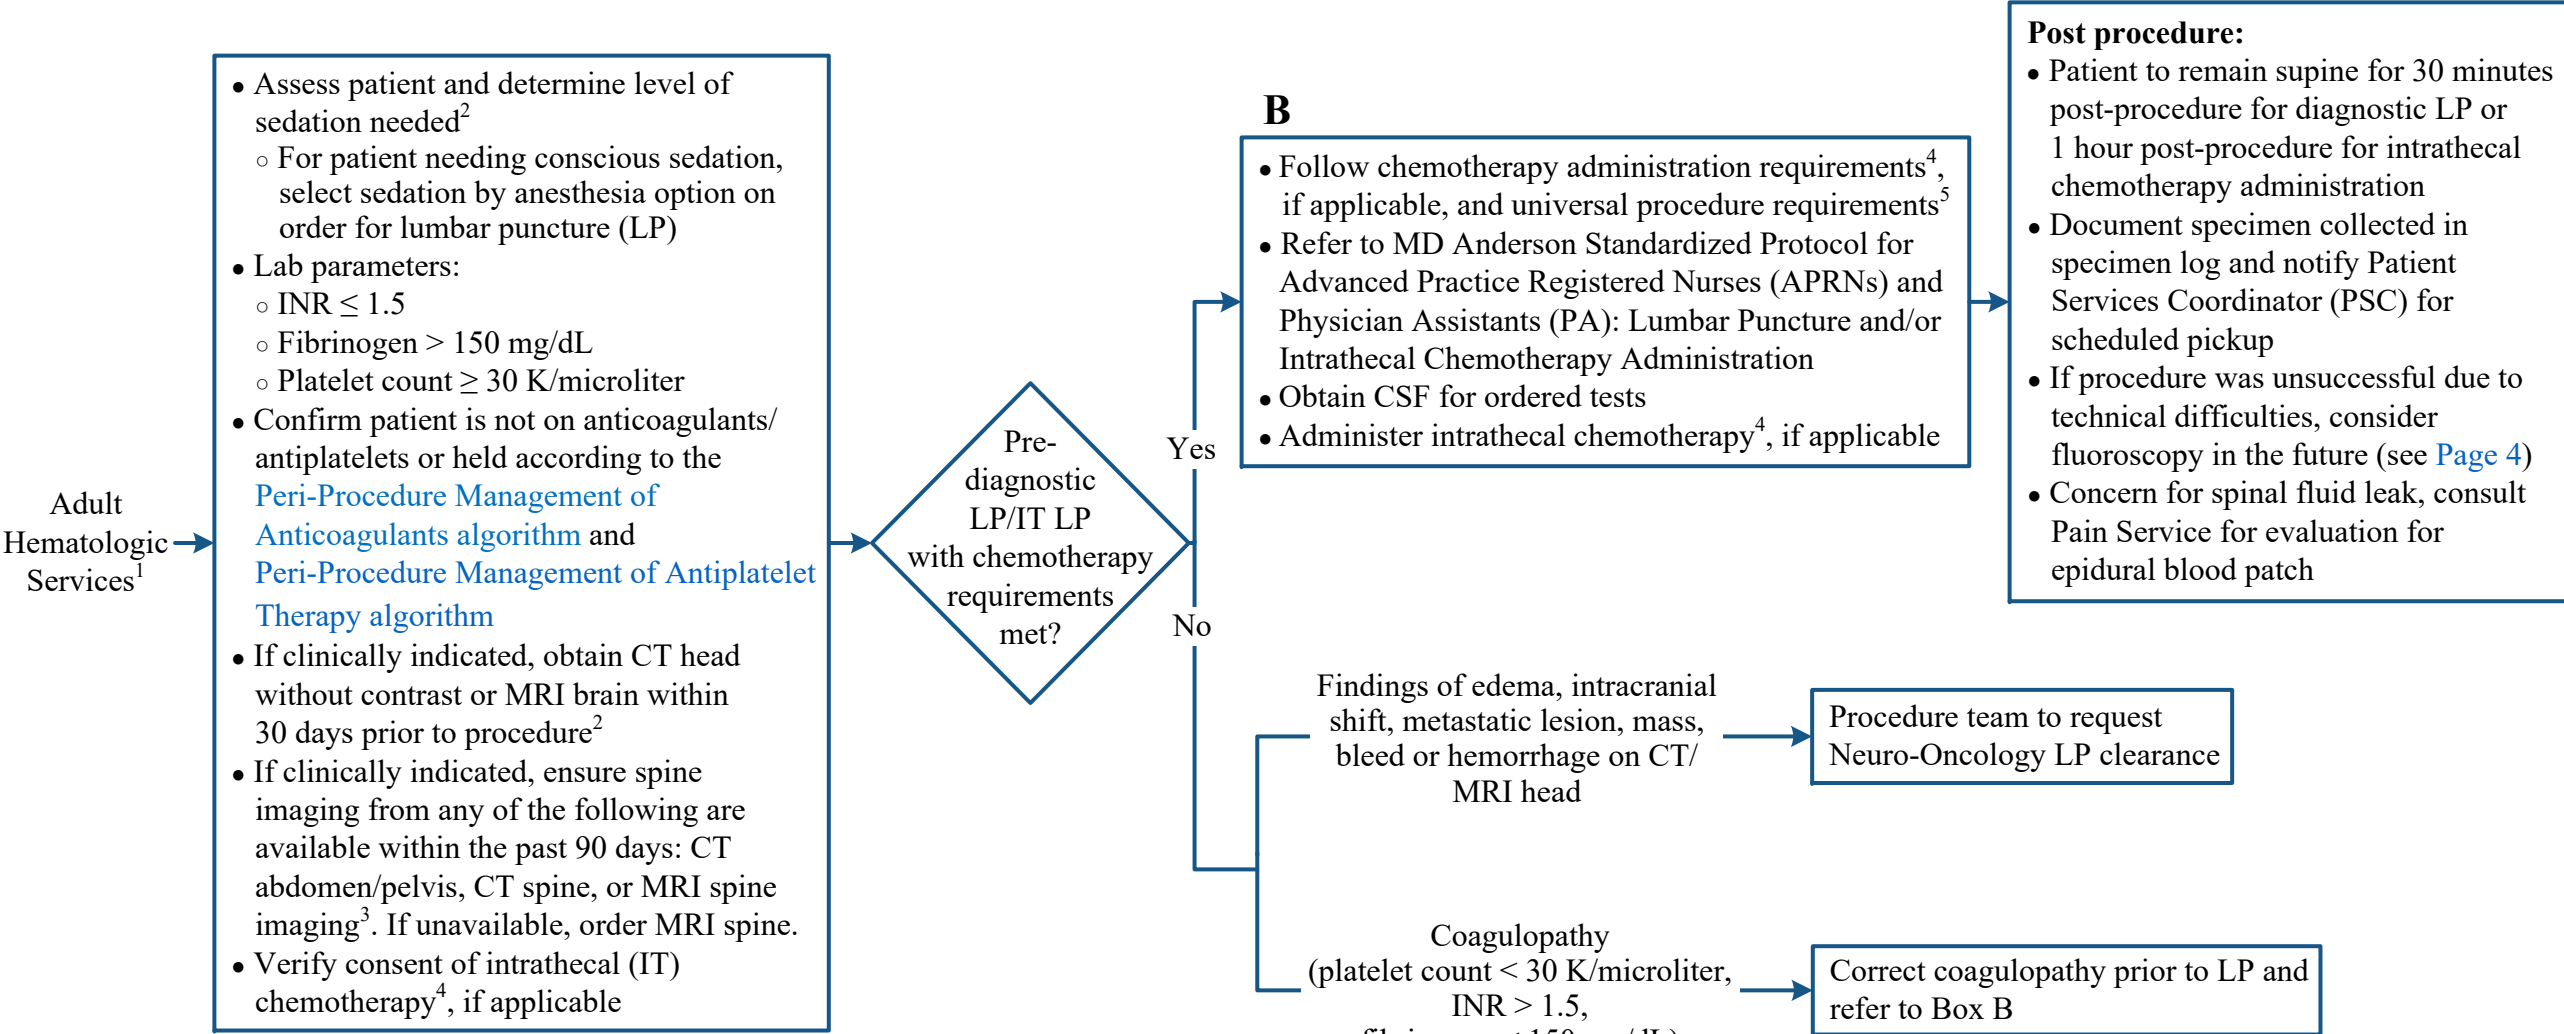 Adult
Hematologic
Services¹
• Assess patient and determine level of
sedation needed²
○ For patient needing conscious sedation,
select sedation by anesthesia option on
order for lumbar puncture (LP)
• Lab parameters:
○ INR ≤ 1.5
○ Fibrinogen > 150 mg/dL
○ Platelet count ≥ 30 K/microliter
• Confirm patient is not on anticoagulants/
antiplatelets or held according to the
Peri-Procedure Management of
Anticoagulants algorithm and
Peri-Procedure Management of Antiplatelet
Therapy algorithm
• If clinically indicated, obtain CT head
without contrast or MRI brain within
30 days prior to procedure²
• If clinically indicated, ensure spine
imaging from any of the following are
available within the past 90 days: CT
abdomen/pelvis, CT spine, or MRI spine
imaging³. If unavailable, order MRI spine.
• Verify consent of intrathecal (IT)
chemotherapy⁴, if applicable
Pre-
diagnostic
LP/IT LP
with chemotherapy
requirements
met?
Yes
B
• Follow chemotherapy administration requirements⁴,
if applicable, and universal procedure requirements⁵
• Refer to MD Anderson Standardized Protocol for
Advanced Practice Registered Nurses (APRNs) and
Physician Assistants (PA): Lumbar Puncture and/or
Intrathecal Chemotherapy Administration
• Obtain CSF for ordered tests
• Administer intrathecal chemotherapy⁴, if applicable
Post procedure:
• Patient to remain supine for 30 minutes
post-procedure for diagnostic LP or
1 hour post-procedure for intrathecal
chemotherapy administration
• Document specimen collected in
specimen log and notify Patient
Services Coordinator (PSC) for
scheduled pickup
• If procedure was unsuccessful due to
technical difficulties, consider
fluoroscopy in the future (see Page 4)
• Concern for spinal fluid leak, consult
Pain Service for evaluation for
epidural blood patch
No
Findings of edema, intracranial
shift, metastatic lesion, mass,
bleed or hemorrhage on CT/
MRI head
Procedure team to request
Neuro-Oncology LP clearance
Coagulopathy
(platelet count < 30 K/microliter,
INR > 1.5,
Correct coagulopathy prior to LP and
refer to Box B